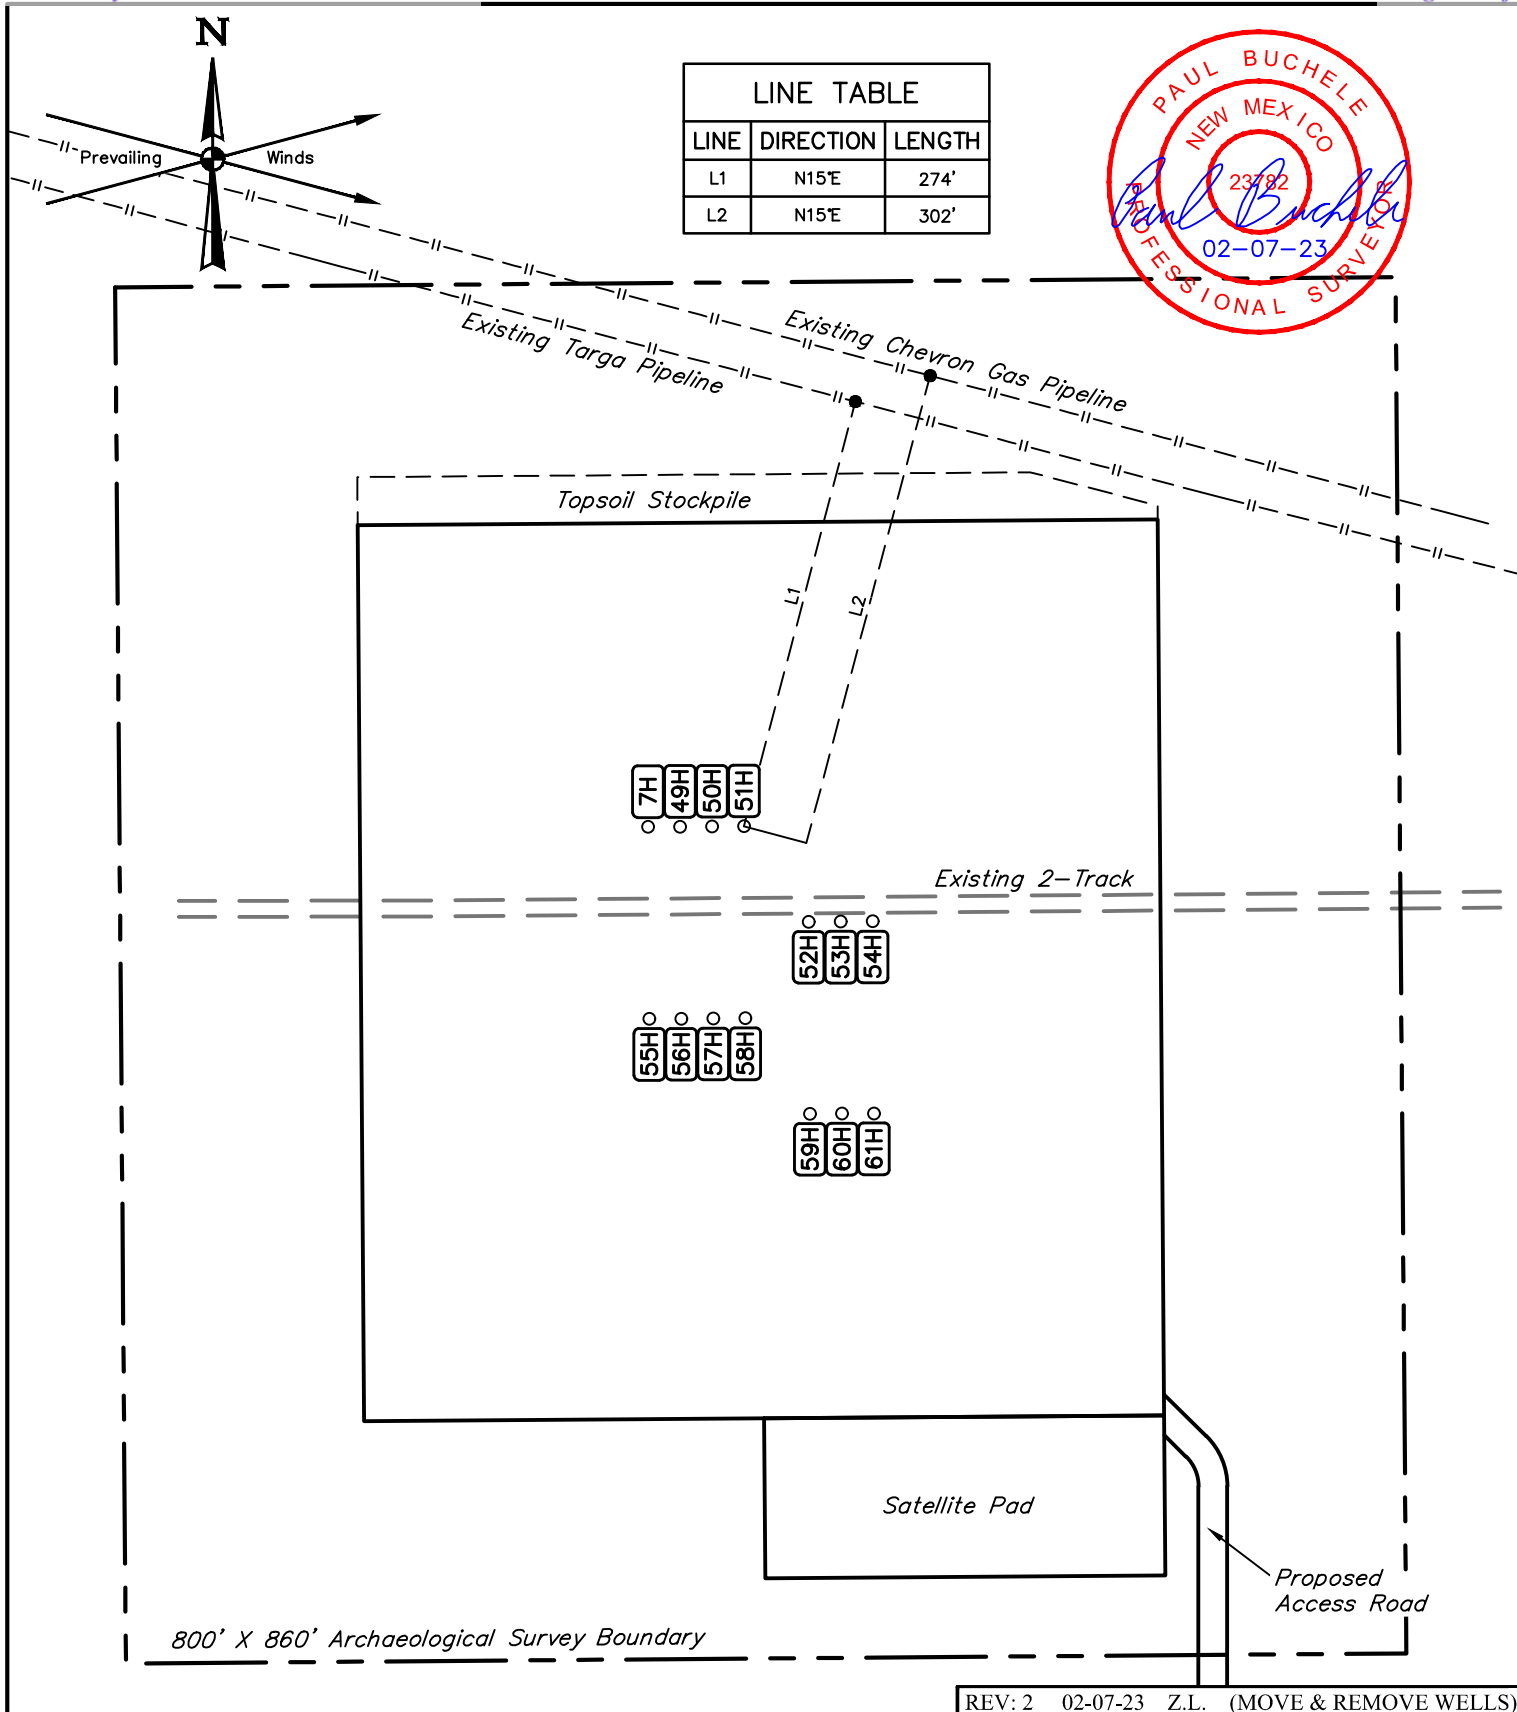 N
Prevailing Winds
LINE TABLE
LINE DIRECTION LENGTH
L1 N15°E 274'
L2 N15°E 302'
PAUL BUCHELE
NEW MEXICO
23782
PROFESSIONAL SURVEYOR
Paul Buchele
02-07-23
Existing Targa Pipeline
Existing Chevron Gas Pipeline
Topsoil Stockpile
L1
L2
7H
49H
50H
51H
Existing 2-Track
52H
53H
54H
55H
56H
57H
58H
59H
60H
61H
Satellite Pad
Proposed
Access Road
800' X 860' Archaeological Survey Boundary
REV: 2 02-07-23 Z.L. (MOVE & REMOVE WELLS)